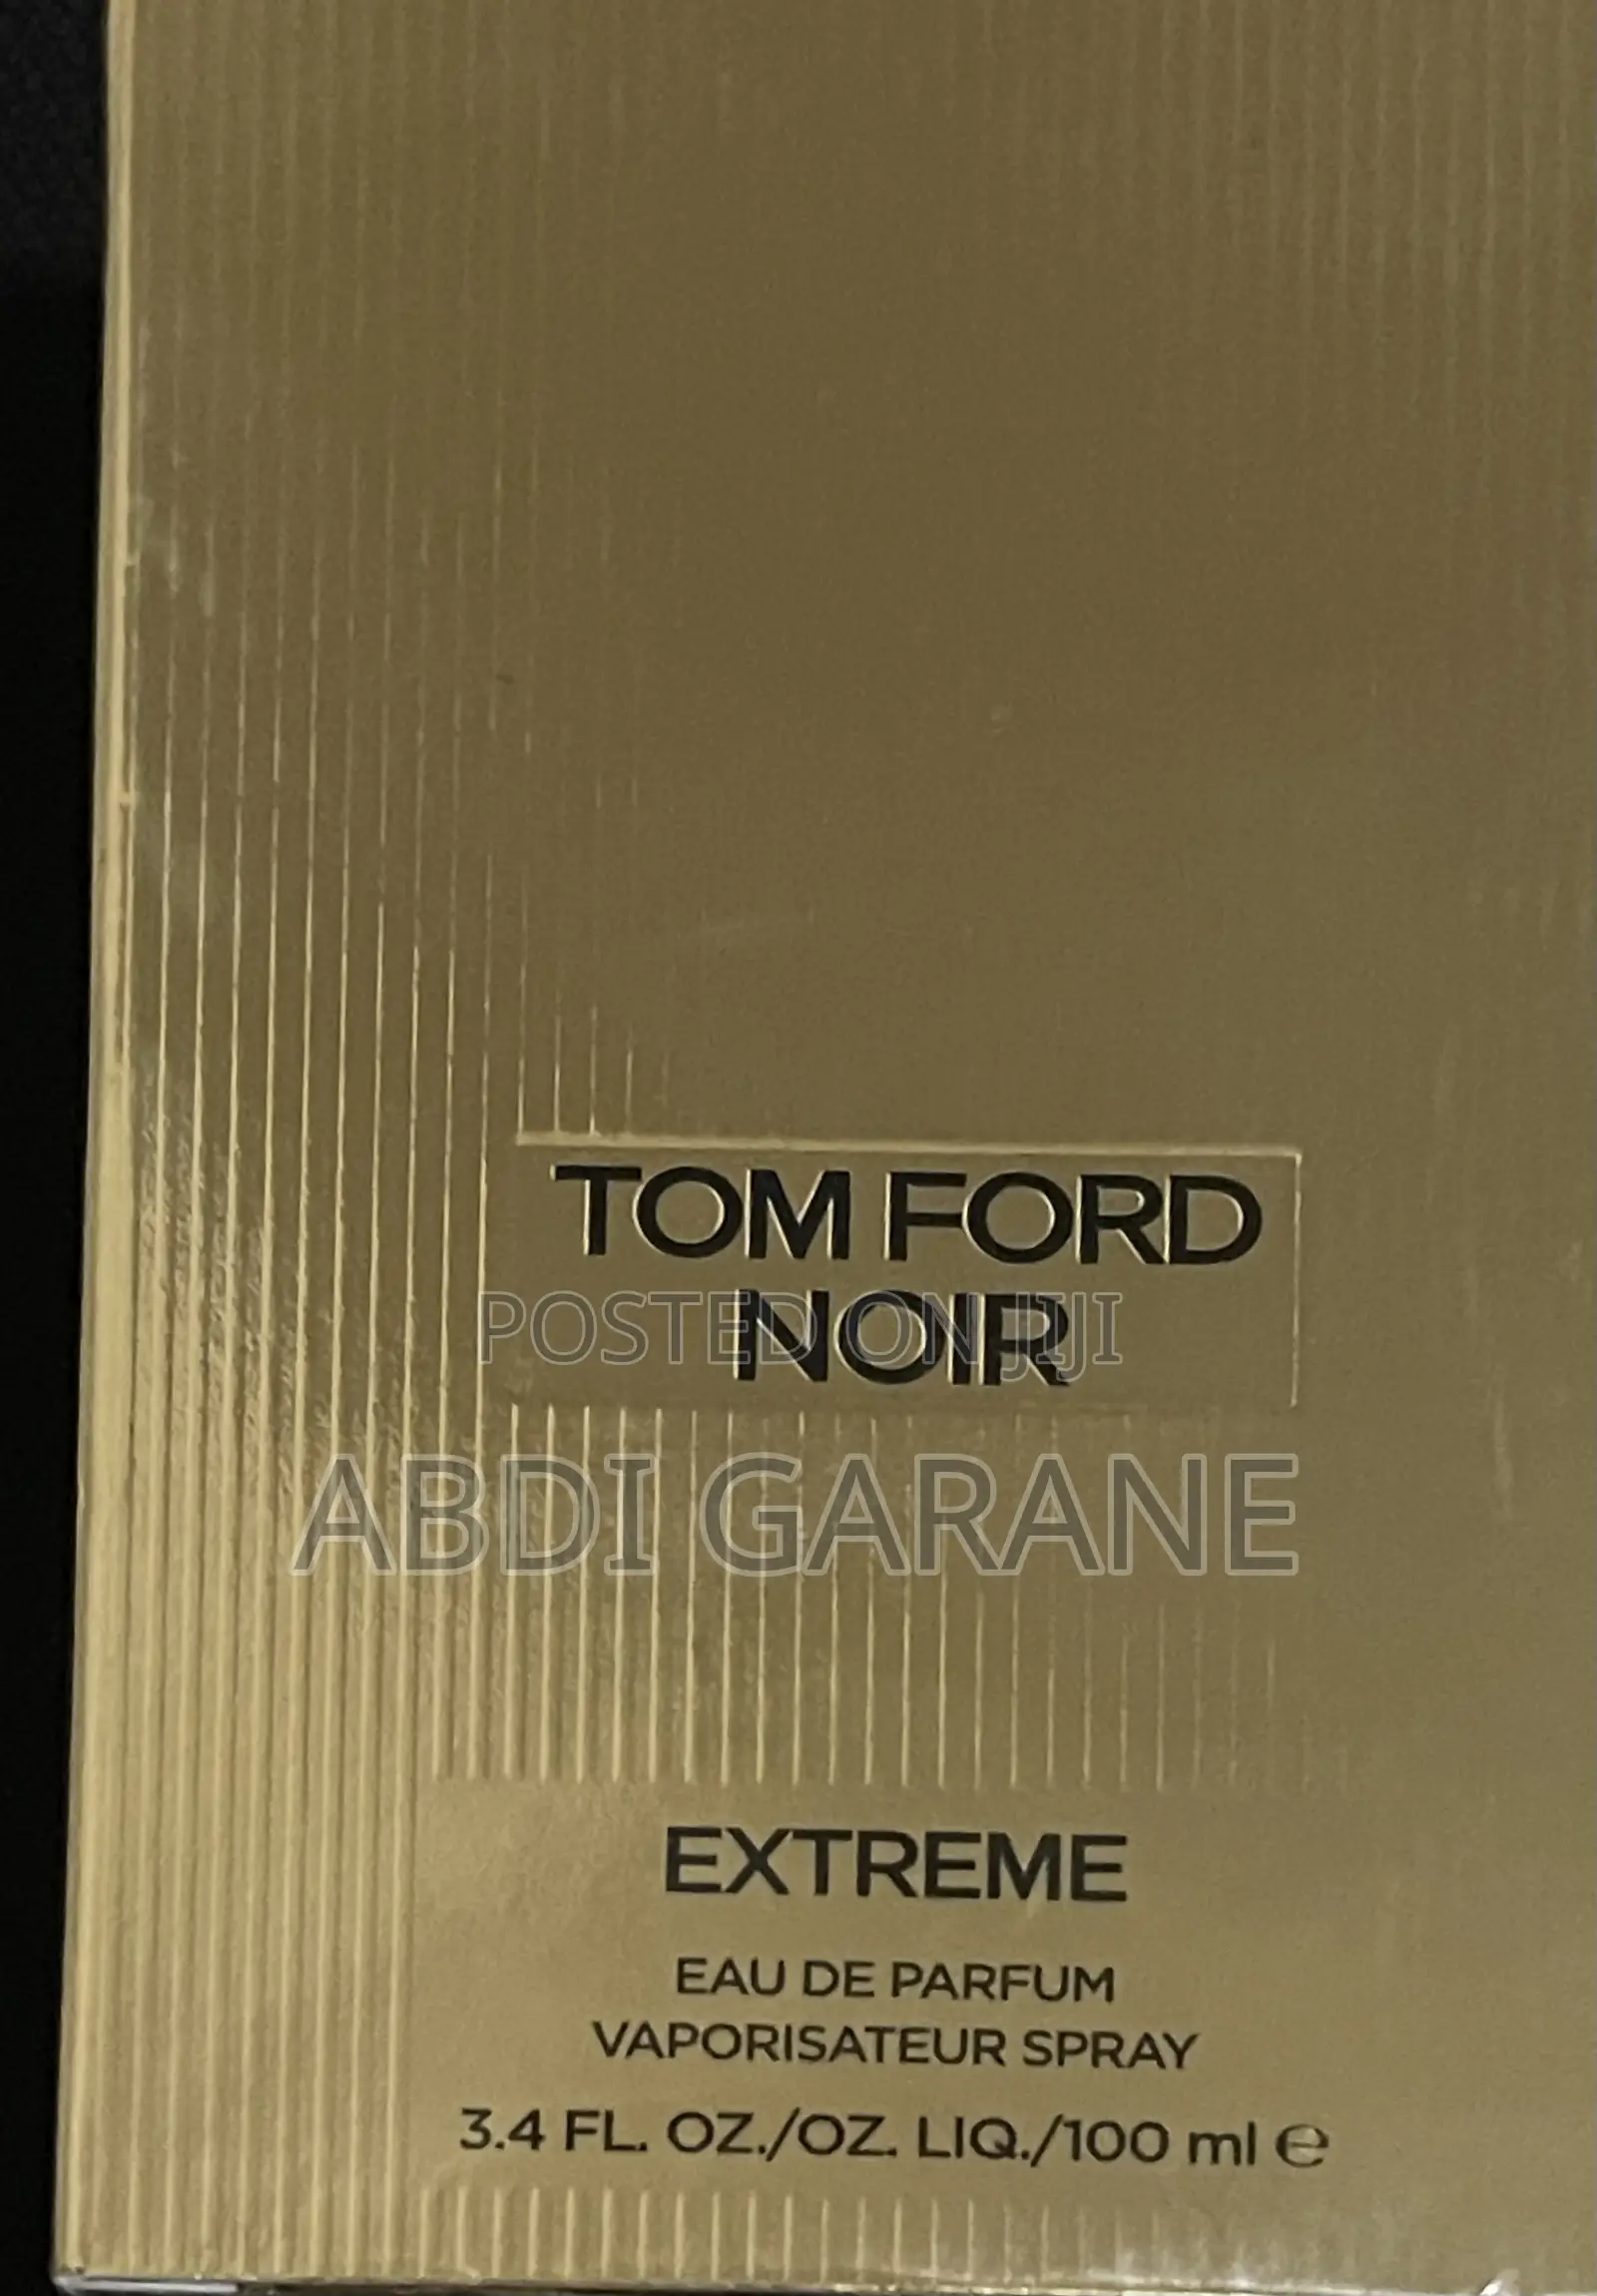 TOM FORD
NOIR
POSTED ON JIJI
ABDI GARANE
EXTREME
EAU DE PARFUM
VAPORISATEUR SPRAY
3.4 FL. OZ./OZ. LIQ./100 ml ℮